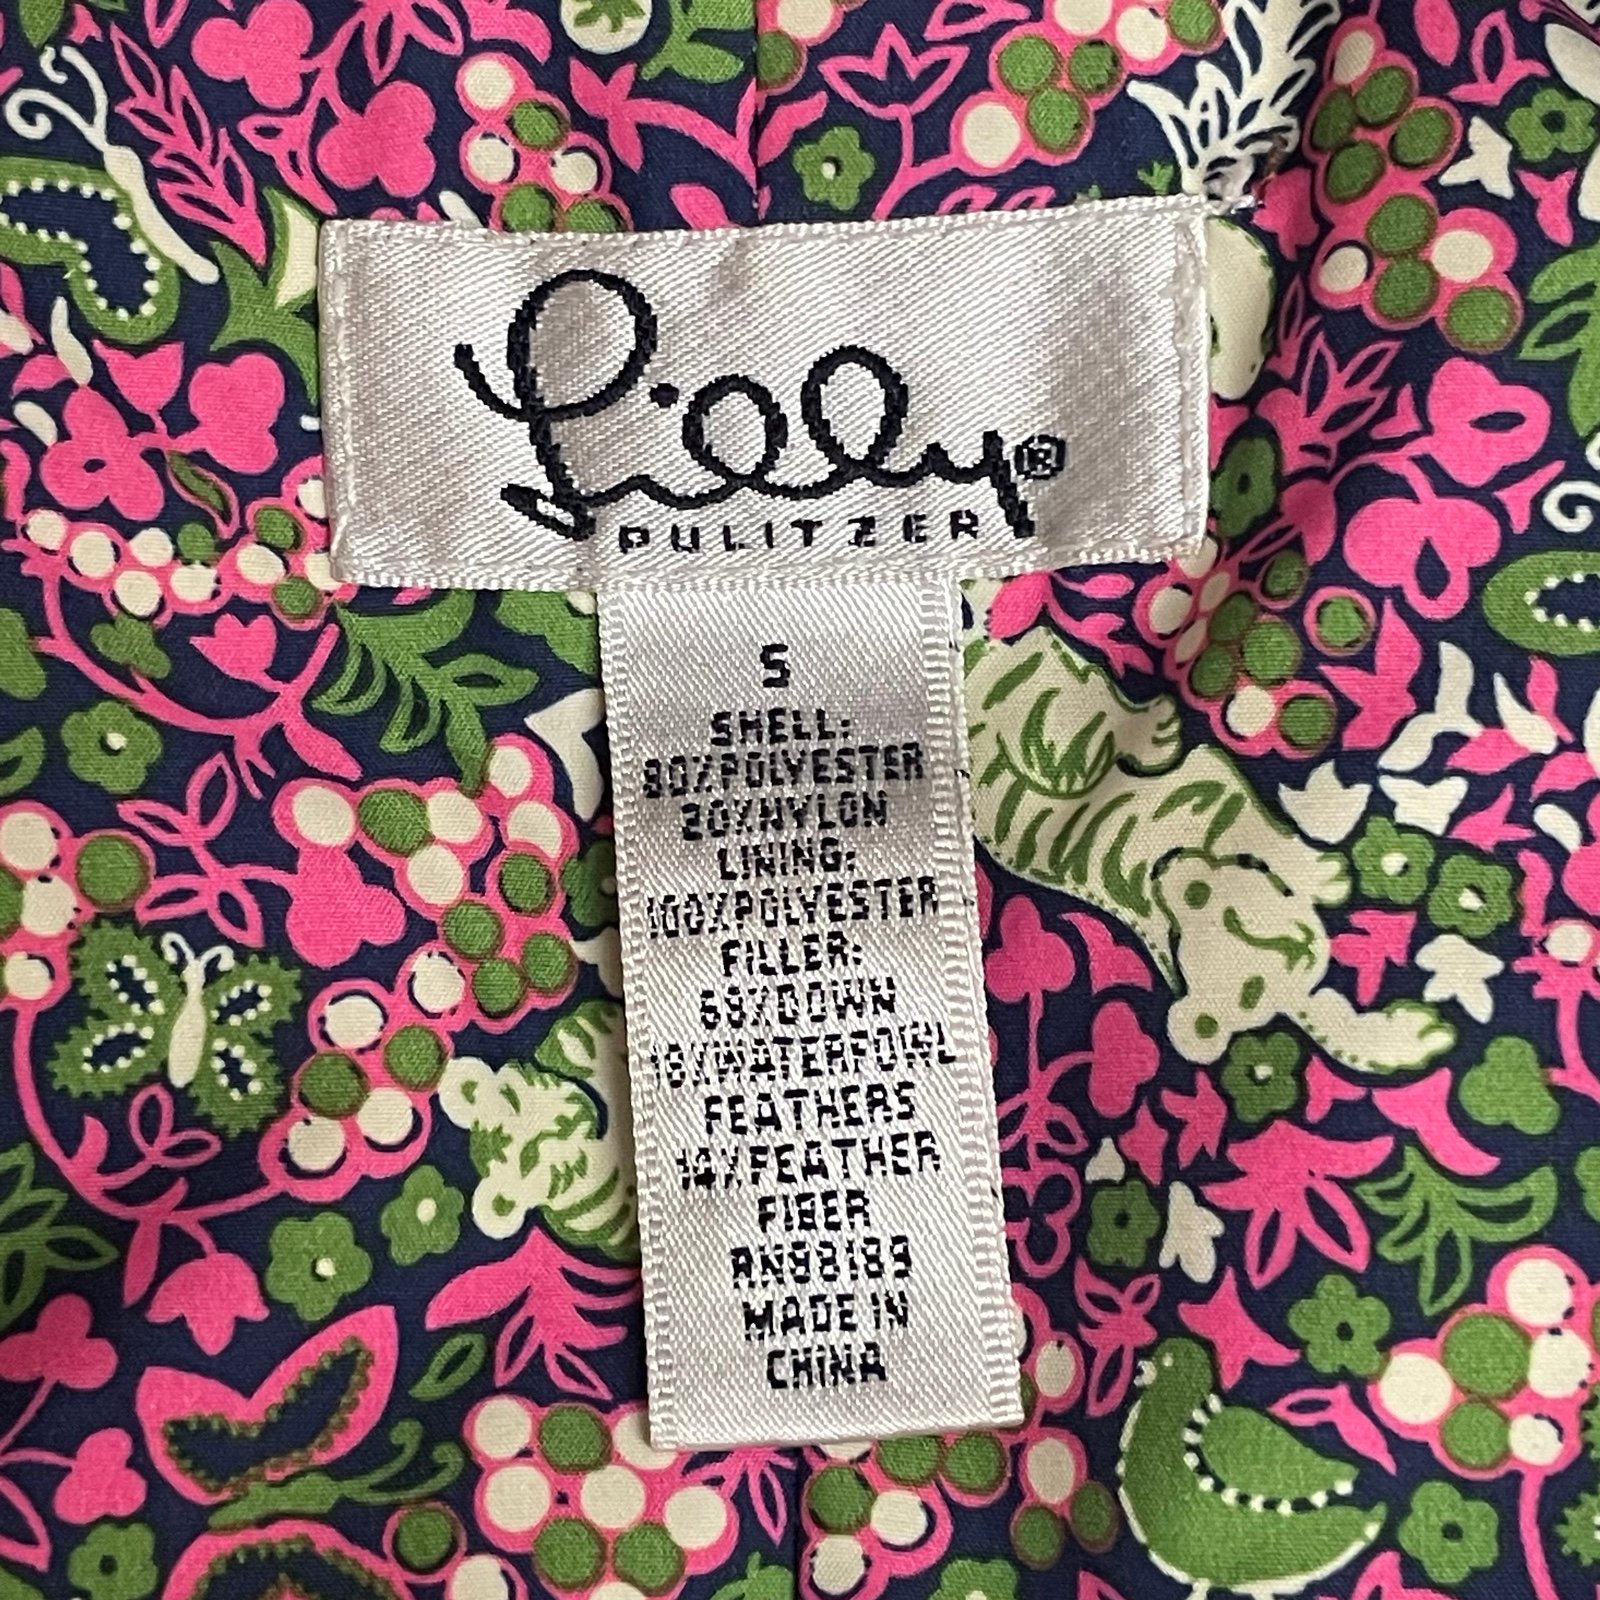 Lilly®
PULITZER
S
SHELL:
80%POLYESTER
20%NYLON
LINING:
100%POLYESTER
FILLER:
68%DOWN
18%WATERFOWL
FEATHERS
14%FEATHER
FIBER
RN98189
MADE IN
CHINA